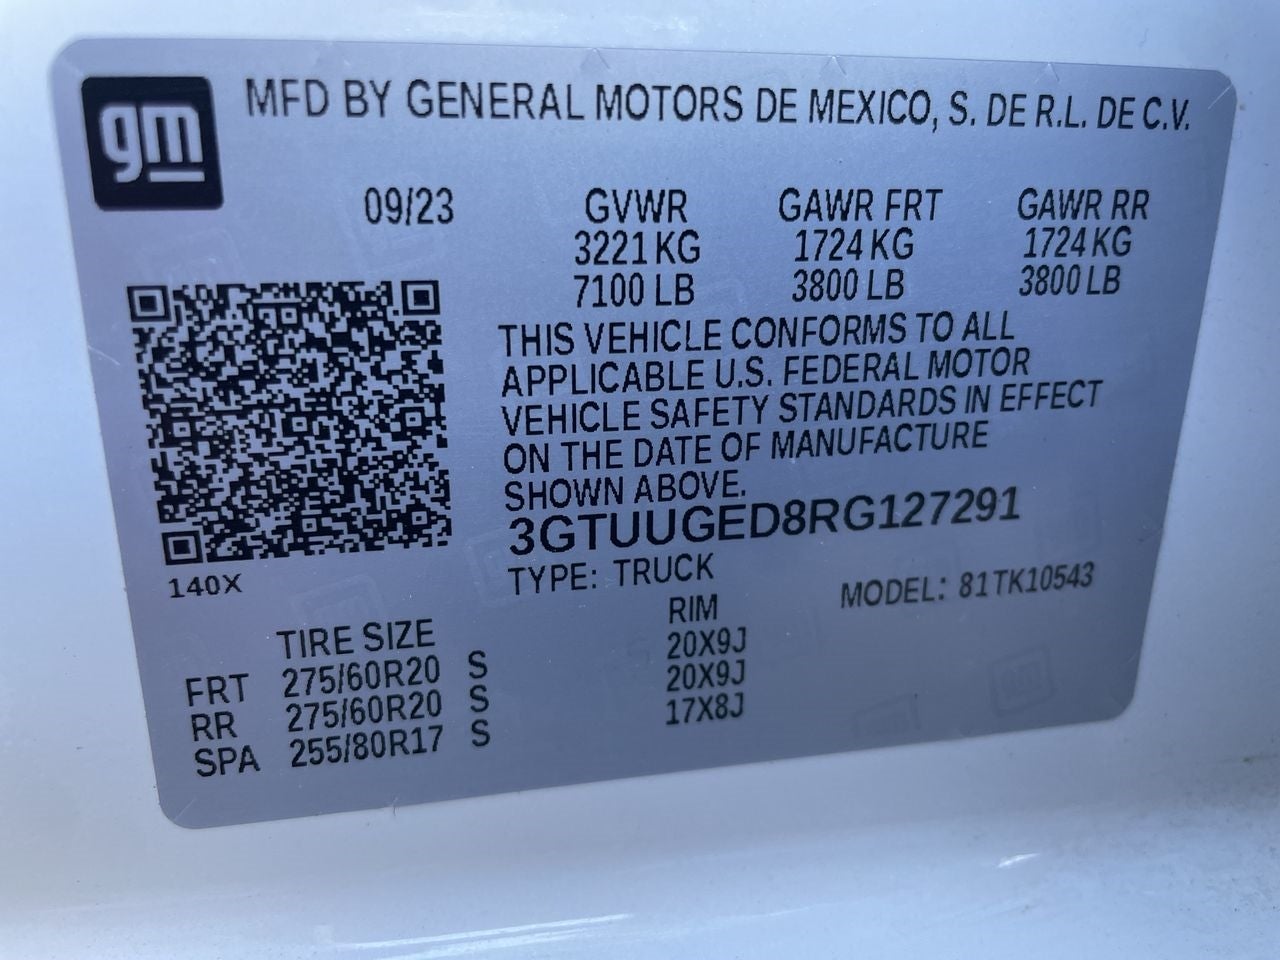 gm
MFD BY GENERAL MOTORS DE MEXICO, S. DE R.L. DE C.V.
09/23 GVWR GAWR FRT GAWR RR
3221 KG 1724 KG 1724 KG
7100 LB 3800 LB 3800 LB
THIS VEHICLE CONFORMS TO ALL
APPLICABLE U.S. FEDERAL MOTOR
VEHICLE SAFETY STANDARDS IN EFFECT
ON THE DATE OF MANUFACTURE
SHOWN ABOVE.
3GTUUGED8RG127291
140X TYPE: TRUCK MODEL: 81TK10543
TIRE SIZE RIM
FRT 275/60R20 S 20X9J
RR 275/60R20 S 20X9J
SPA 255/80R17 S 17X8J